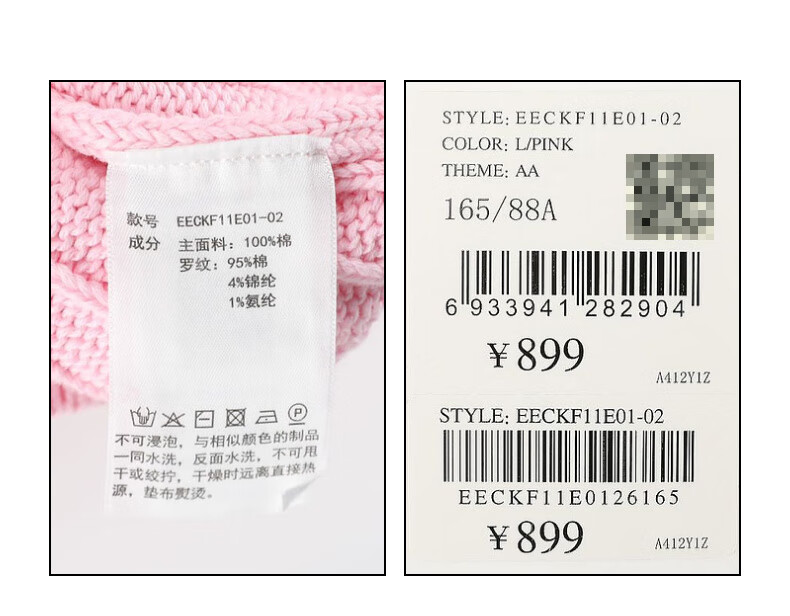 款号 EECKF11E01-02
成分 主面料：100%棉
罗纹：95%棉
4%锦纶
1%氨纶
P
不可浸泡，与相似颜色的制品
一同水洗，反面水洗，不可甩
干或绞拧，干燥时远离直接热
源，垫布熨烫。
STYLE: EECKF11E01-02
COLOR: L/PINK
THEME: AA
165/88A
6 933941 282904
￥899
A412Y1Z
STYLE: EECKF11E01-02
EECKF11E0126165
￥899
A412Y1Z